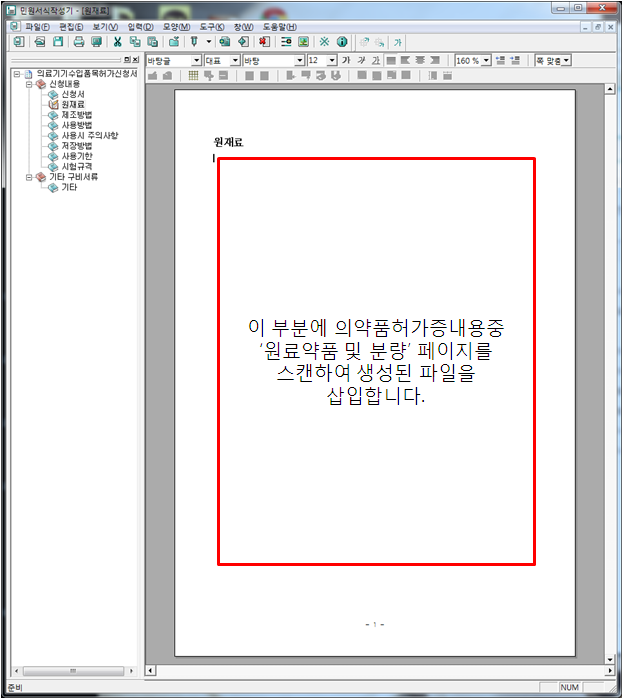 민원서식작성기 - [원재료]
파일(F) 편집(E) 보기(V) 입력(D) 모양(M) 도구(K) 창(W) 도움말(H)
바탕글 대표 바탕 12 가 가 가 160 % 쪽 맞춤
의료기기수입품목허가신청서
신청내용
신청서
원재료
제조방법
사용방법
사용시 주의사항
저장방법
사용기한
시험규격
기타 구비서류
기타
원재료
이 부분에 의약품허가증내용중
‘원료약품 및 분량’ 페이지를
스캔하여 생성된 파일을
삽입합니다.
- 1 -
준비 NUM